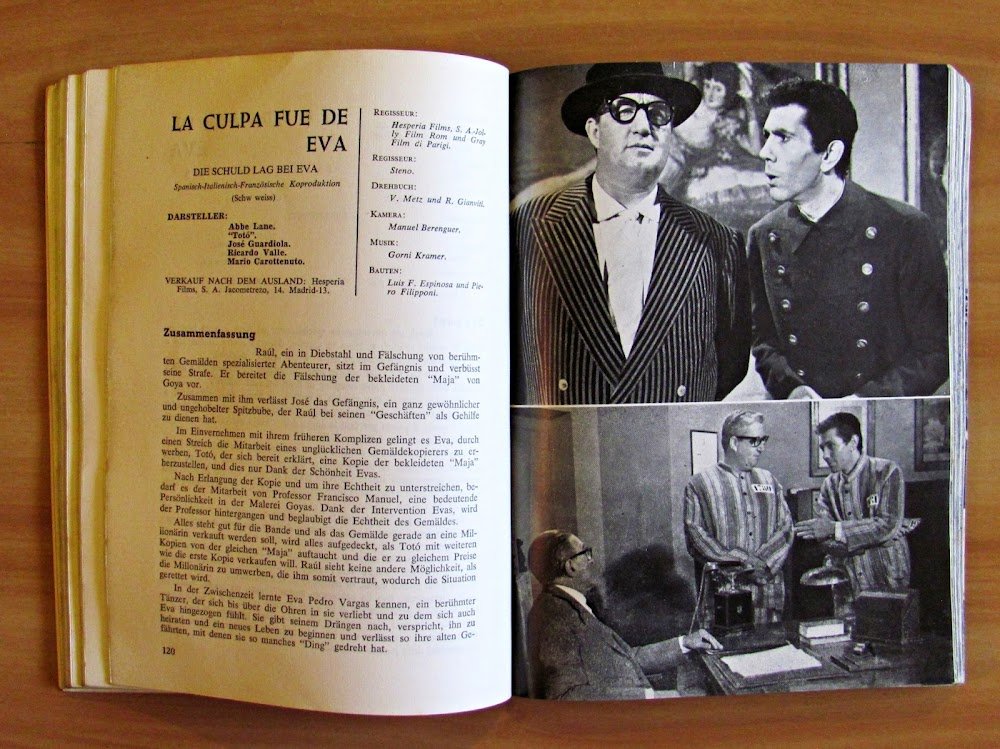 LA CULPA FUE DE
EVA
DIE SCHULD LAG BEI EVA
Spanisch-Italienisch-Französische Koproduktion
(Schw weiss)
DARSTELLER:
Abbe Lane.
"Totó".
José Guardiola.
Ricardo Valle.
Mario Carottenuto.
VERKAUF NACH DEM AUSLAND: Hesperia
Films, S. A. Jacometrezo, 14. Madrid-13.
REGISSEUR:
Hesperia Films, S. A.-Jol-
ly Film Rom und Gray
Film di Parigi.
REGISSEUR:
Steno.
DREHBUCH:
V. Metz und R. Gianviti.
KAMERA:
Manuel Berenguer.
MUSIK:
Gorni Kramer.
BAUTEN:
Luis F. Espinosa und Pie-
ro Filipponi.
Zusammenfassung
Raúl, ein in Diebstahl und Fälschung von berühm-
ten Gemälden spezialisierter Abenteurer, sitzt im Gefängnis und verbüsst
seine Strafe. Er bereitet die Fälschung der bekleideten "Maja" von
Goya vor.
Zusammen mit ihm verlässt José das Gefängnis, ein ganz gewöhnlicher
und ungehobelter Spitzbube, der Raúl bei seinen "Geschäften" als Gehilfe
zu dienen hat.
Im Einvernehmen mit ihrem früheren Komplizen gelingt es Eva, durch
einen Streich die Mitarbeit eines unglücklichen Gemäldekopierers zu er-
werben, Totó, der sich bereit erklärt, eine Kopie der bekleideten "Maja"
herzustellen, und dies nur Dank der Schönheit Evas.
Nach Erlangung der Kopie und um ihre Echtheit zu unterstreichen, be-
darf es der Mitarbeit von Professor Francisco Manuel, eine bedeutende
Persönlichkeit in der Malerei Goyas. Dank der Intervention Evas, wird
der Professor hintergangen und beglaubigt die Echtheit des Gemäldes.
Alles steht gut für die Bande und als das Gemälde gerade an eine Mil-
lionärin verkauft werden soll, wird alles aufgedeckt, als Totó mit weiteren
Kopien von der gleichen "Maja" auftaucht und die er zu gleichem Preise
wie die erste Kopie verkaufen will. Raúl sieht keine andere Möglichkeit, als
die Millionärin zu umwerben, die ihm somit vertraut, wodurch die Situation
gerettet wird.
In der Zwischenzeit lernte Eva Pedro Vargas kennen, ein berühmter
Tänzer, der sich bis über die Ohren in sie verliebt und zu dem sich auch
Eva hingezogen fühlt. Sie gibt seinem Drängen nach, verspricht, ihn zu
heiraten und ein neues Leben zu beginnen und verlässt so ihre alten Ge-
fährten, mit denen sie so manches "Ding" gedreht hat.
120